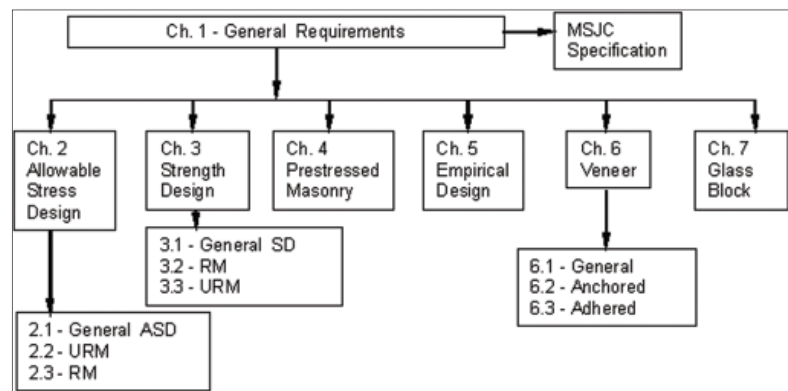 Ch. 1 - General Requirements
MSJC
Specification
Ch. 2
Allowable
Stress
Design
Ch. 3
Strength
Design
Ch. 4
Prestressed
Masonry
Ch. 5
Empirical
Design
Ch. 6
Veneer
Ch. 7
Glass
Block
3.1 - General SD
3.2 - RM
3.3 - URM
6.1 - General
6.2 - Anchored
6.3 - Adhered
2.1 - General ASD
2.2 - URM
2.3 - RM